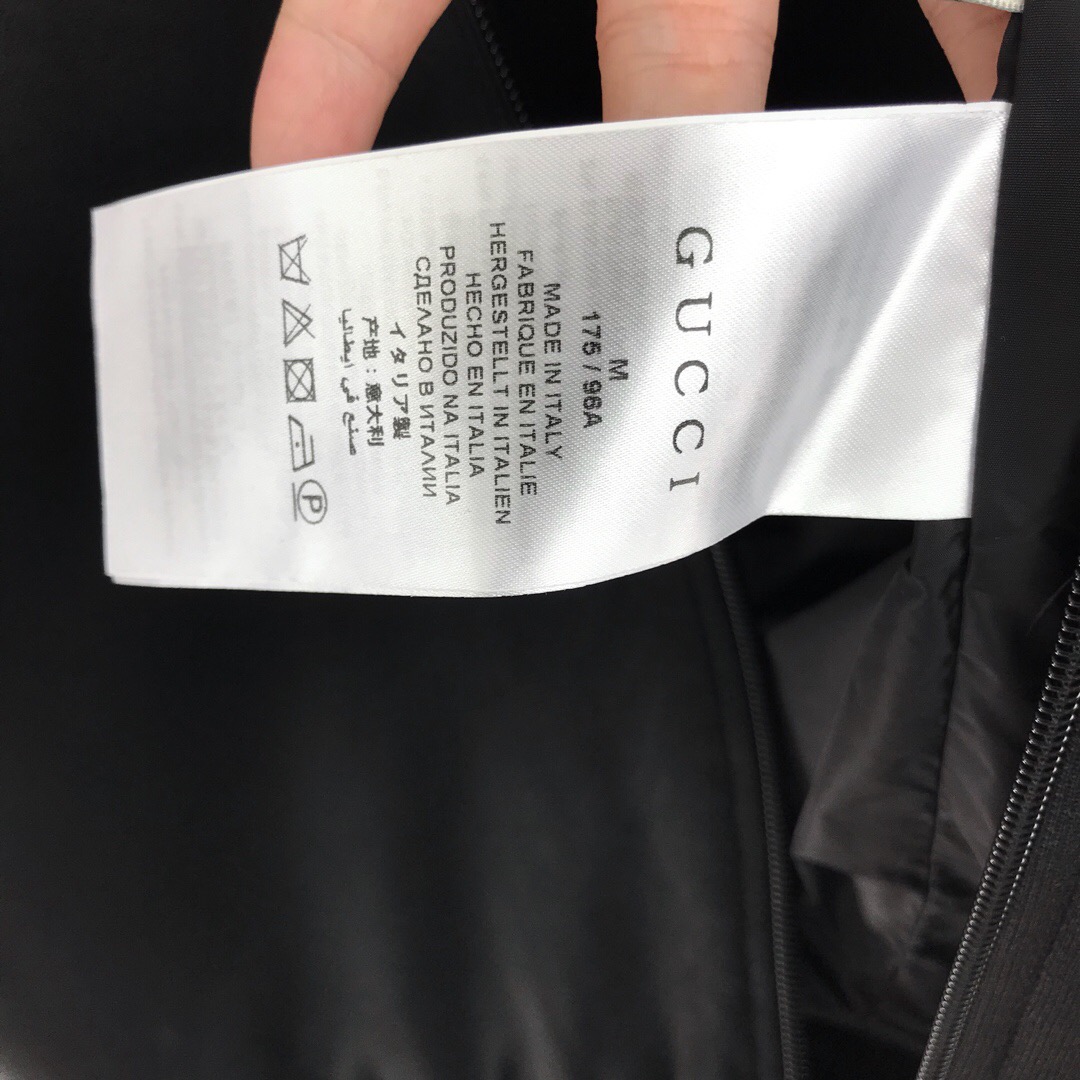 GUCCI
M
175 / 96A
MADE IN ITALY
FABRIQUE EN ITALIE
HERGESTELLT IN ITALIEN
HECHO EN ITALIA
PRODUZIDO NA ITALIA
СДЕЛАНО В ИТАЛИИ
イタリア製
产地：意大利
صنع في ايطاليا
P